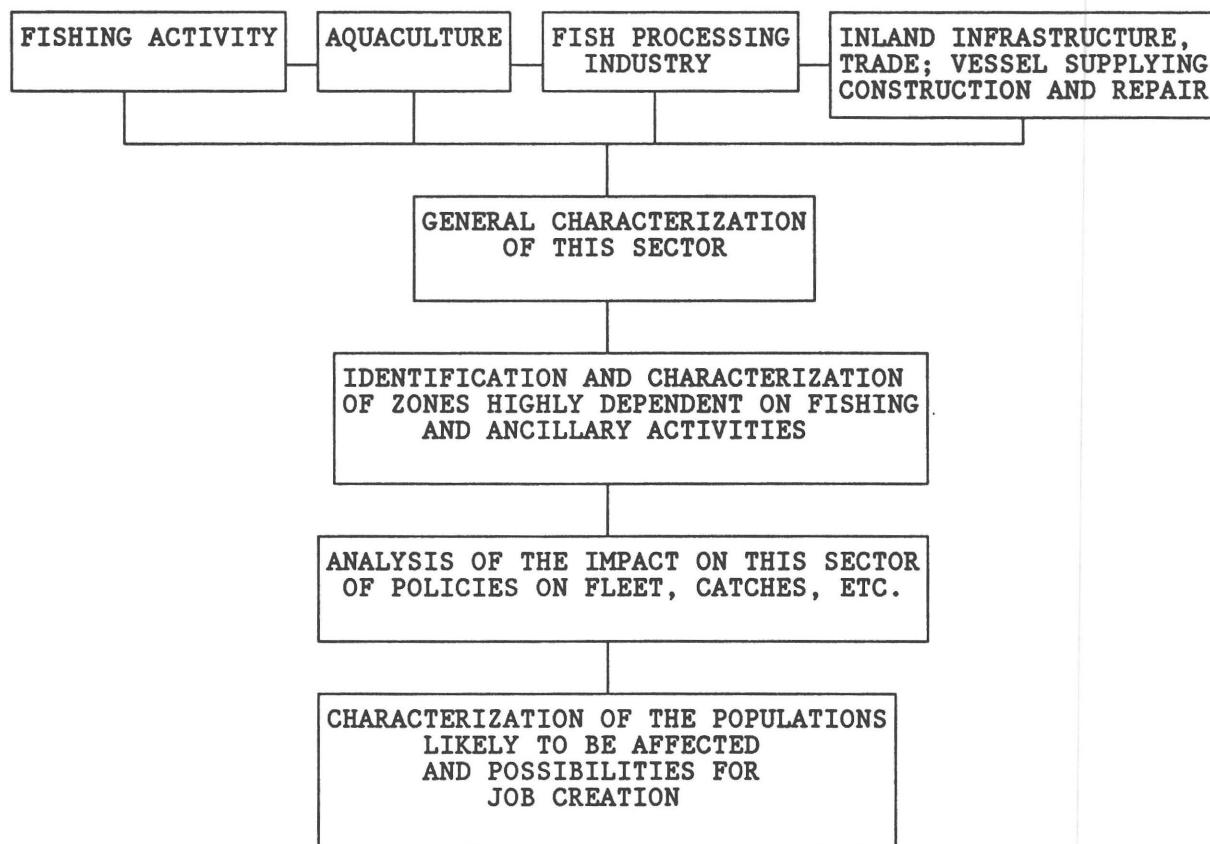 FISHING ACTIVITY
AQUACULTURE
FISH PROCESSING
INDUSTRY
INLAND INFRASTRUCTURE,
TRADE; VESSEL SUPPLYING
CONSTRUCTION AND REPAIR
GENERAL CHARACTERIZATION
OF THIS SECTOR
IDENTIFICATION AND CHARACTERIZATION
OF ZONES HIGHLY DEPENDENT ON FISHING
AND ANCILLARY ACTIVITIES
ANALYSIS OF THE IMPACT ON THIS SECTOR
OF POLICIES ON FLEET, CATCHES, ETC.
CHARACTERIZATION OF THE POPULATIONS
LIKELY TO BE AFFECTED
AND POSSIBILITIES FOR
JOB CREATION